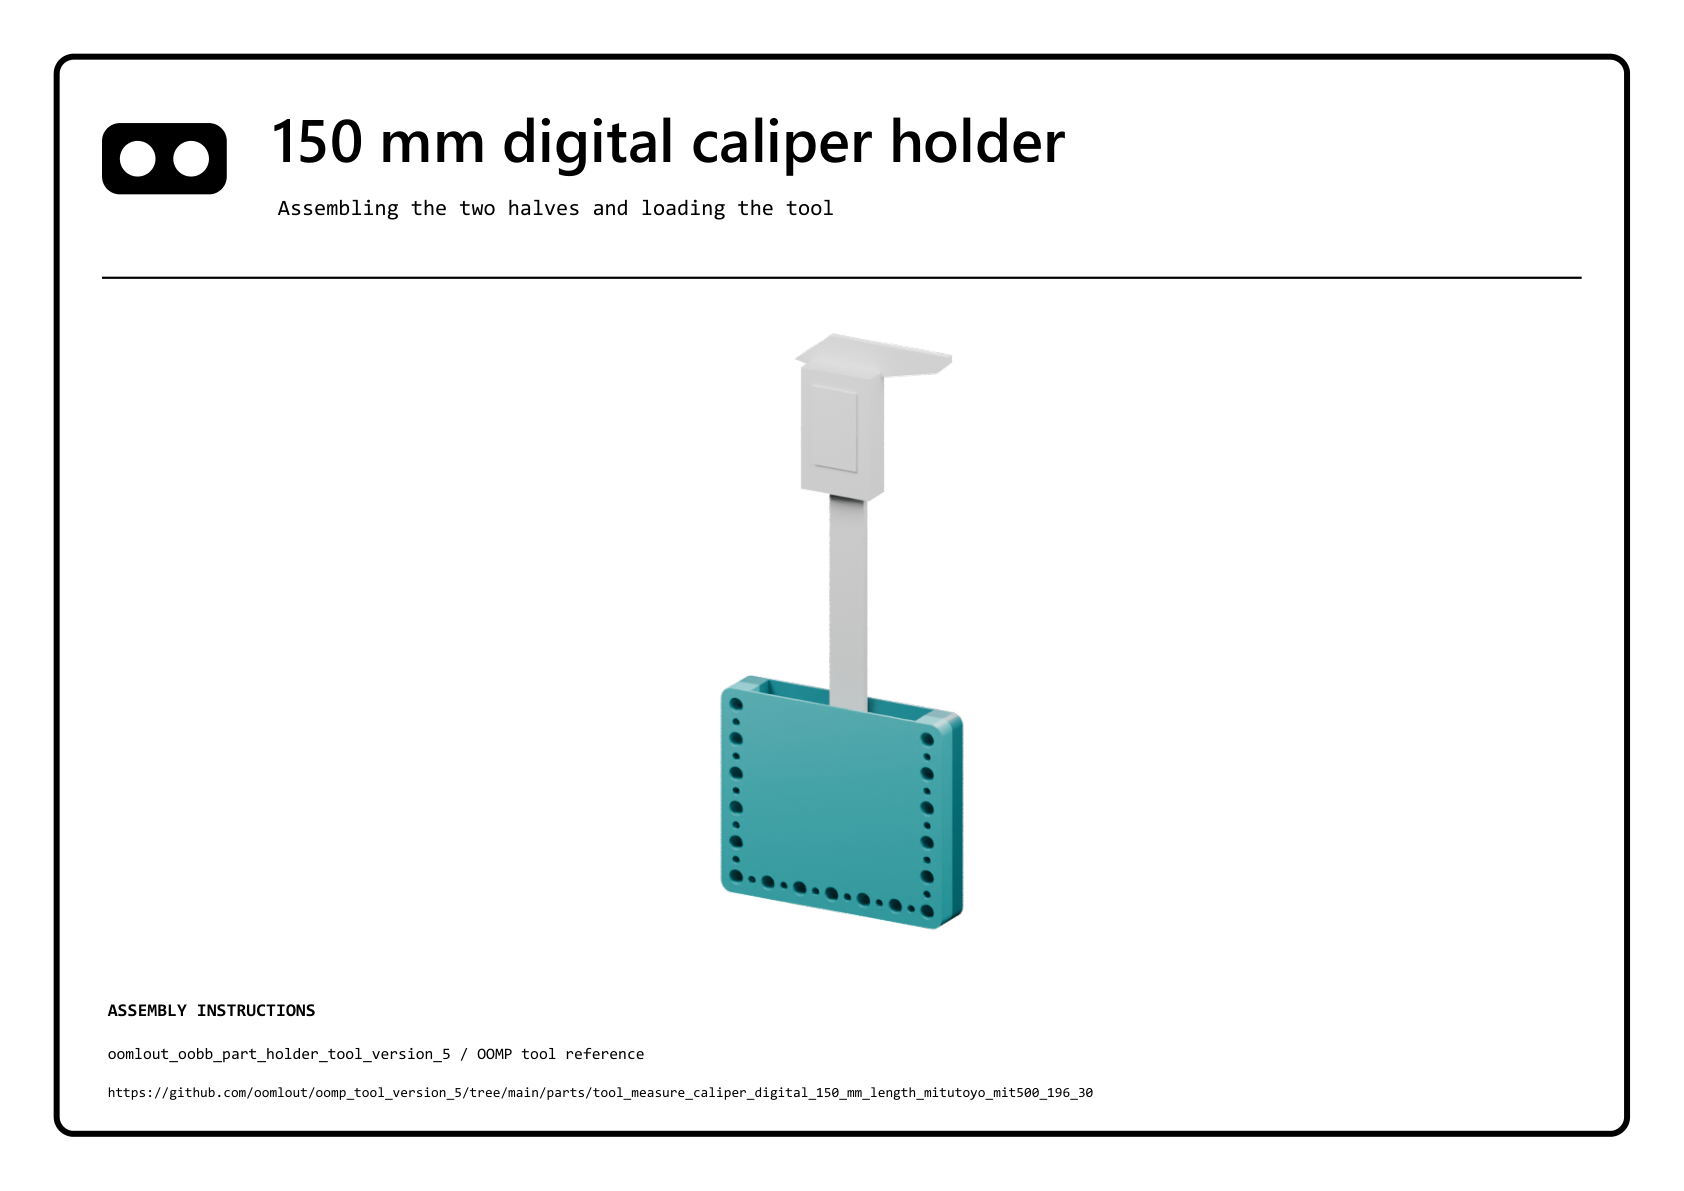 150 mm digital caliper holder
Assembling the two halves and loading the tool
ASSEMBLY INSTRUCTIONS
oomlout_oobb_part_holder_tool_version_5 / OOMP tool reference
https://github.com/oomlout/oomp_tool_version_5/tree/main/parts/tool_measure_caliper_digital_150_mm_length_mitutoyo_mit500_196_30